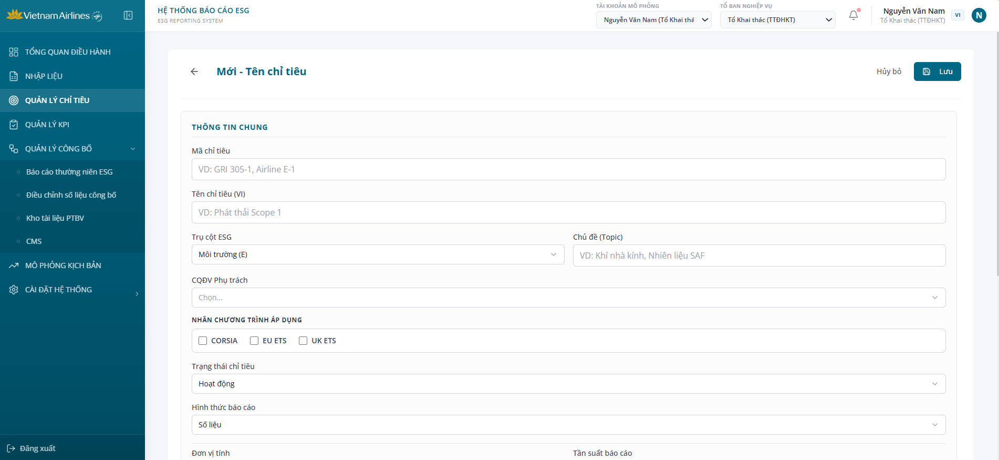 Vietnam Airlines
HỆ THỐNG BÁO CÁO ESG
ESG REPORTING SYSTEM
TÀI KHOẢN MÔ PHỎNG
Nguyễn Văn Nam (Tổ Khai thá
TỔ BAN NGHIỆP VỤ
Tổ Khai thác (TTĐHKT)
Nguyễn Văn Nam
Tổ Khai thác (TTĐHKT)
VI
N
TỔNG QUAN ĐIỀU HÀNH
NHẬP LIỆU
QUẢN LÝ CHỈ TIÊU
QUẢN LÝ KPI
QUẢN LÝ CÔNG BỐ
Báo cáo thường niên ESG
Điều chỉnh số liệu công bố
Kho tài liệu PTBV
CMS
MÔ PHỎNG KỊCH BẢN
CÀI ĐẶT HỆ THỐNG
Đăng xuất
Mới - Tên chỉ tiêu
Hủy bỏ
Lưu
THÔNG TIN CHUNG
Mã chỉ tiêu
VD: GRI 305-1, Airline E-1
Tên chỉ tiêu (VI)
VD: Phát thải Scope 1
Trụ cột ESG
Môi trường (E)
Chủ đề (Topic)
VD: Khí nhà kính, Nhiên liệu SAF
CQĐV Phụ trách
Chọn...
NHÃN CHƯƠNG TRÌNH ÁP DỤNG
CORSIA
EU ETS
UK ETS
Trạng thái chỉ tiêu
Hoạt động
Hình thức báo cáo
Số liệu
Đơn vị tính
Tần suất báo cáo